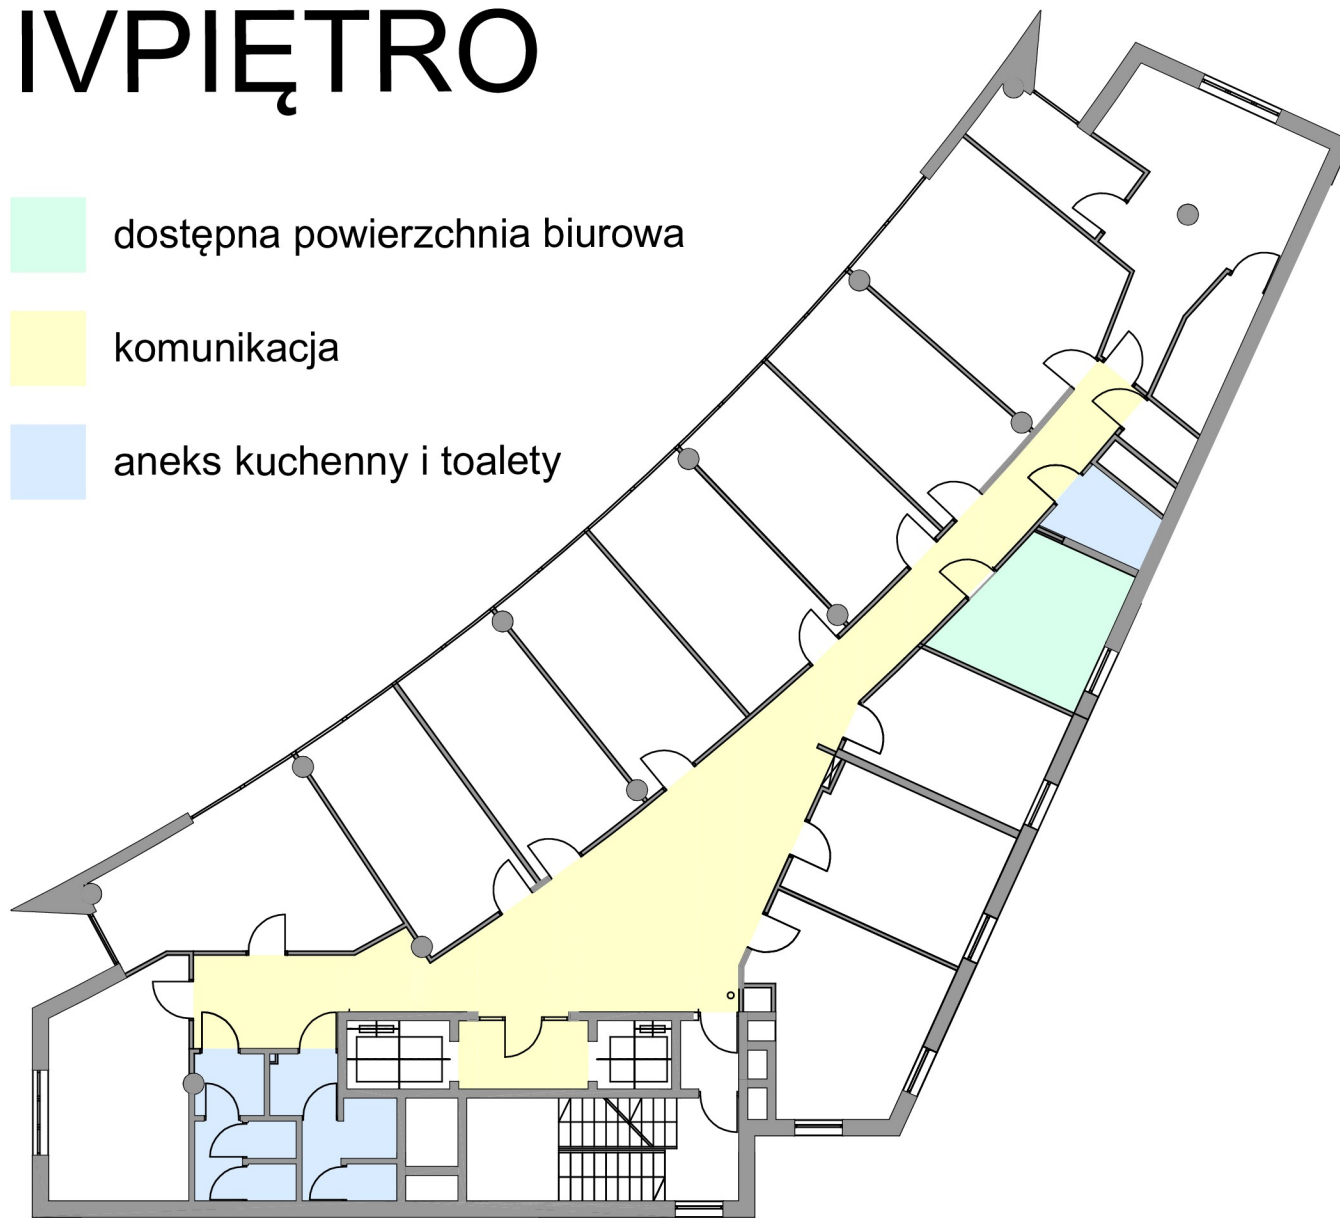 IVPIĘTRO
dostępna powierzchnia biurowa
komunikacja
aneks kuchenny i toalety